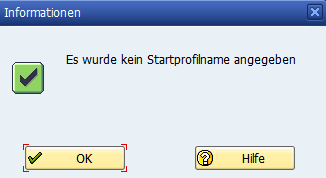 Informationen
Es wurde kein Startprofilname angegeben
OK
Hilfe